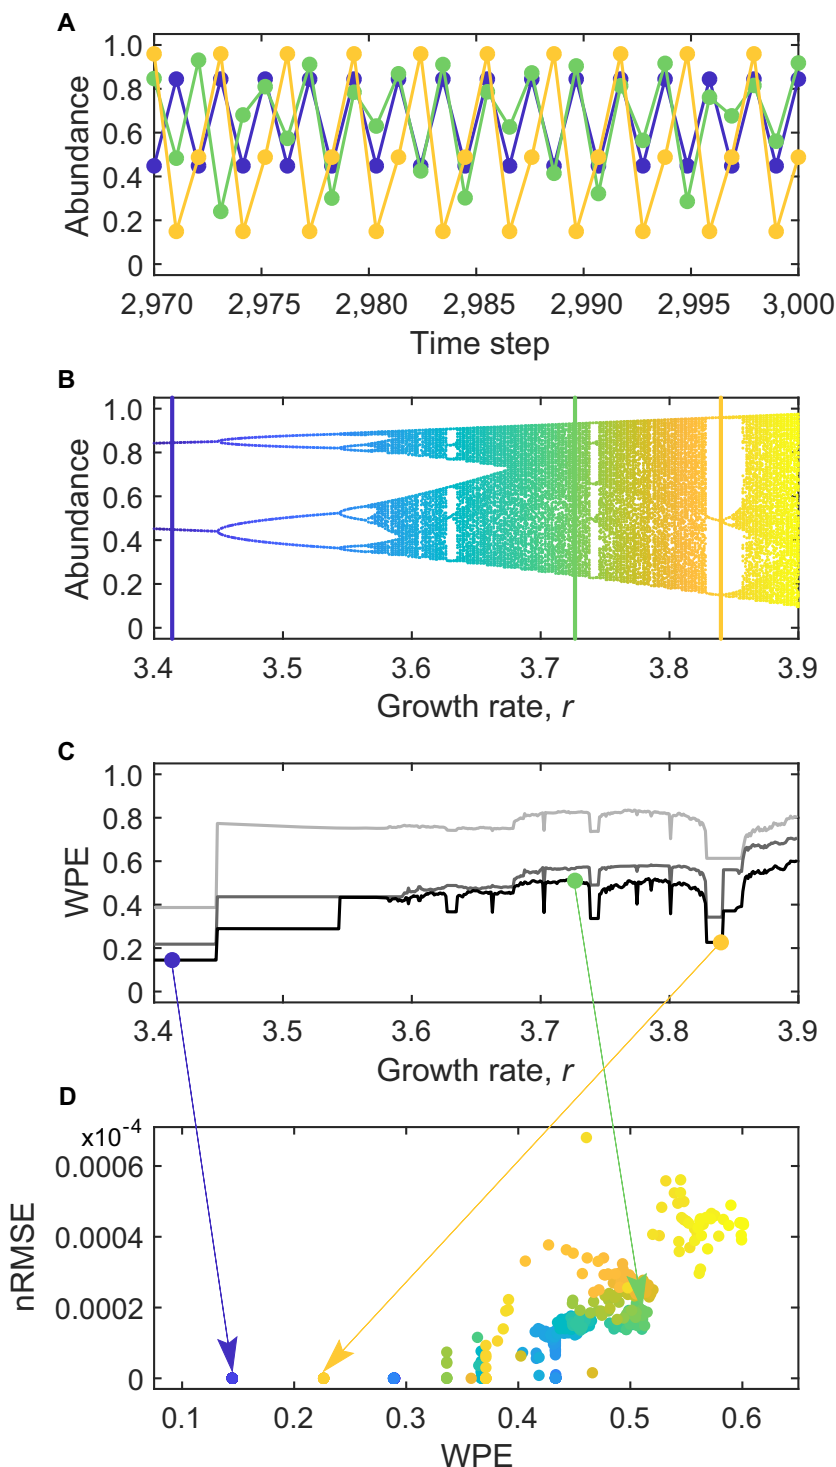 A
1.0
0.8
0.6
0.4
0.2
0
Abundance
2,970 2,975 2,980 2,985 2,990 2,995 3,000
Time step
B
1.0
0.8
0.6
0.4
0.2
0
Abundance
3.4 3.5 3.6 3.7 3.8 3.9
Growth rate, r
C
1.0
0.8
0.6
0.4
0.2
0
WPE
3.4 3.5 3.6 3.7 3.8 3.9
Growth rate, r
D
x10-4
0.0006
0.0004
0.0002
0
nRMSE
0.1 0.2 0.3 0.4 0.5 0.6
WPE